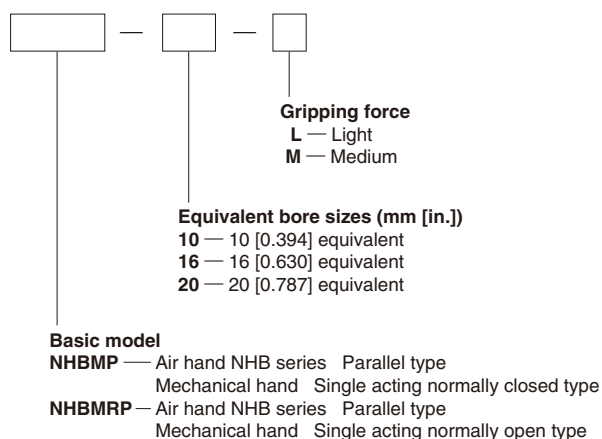 Gripping force
L — Light
M — Medium
Equivalent bore sizes (mm [in.])
10 — 10 [0.394] equivalent
16 — 16 [0.630] equivalent
20 — 20 [0.787] equivalent
Basic model
NHBMP — Air hand NHB series Parallel type
Mechanical hand Single acting normally closed type
NHBMRP — Air hand NHB series Parallel type
Mechanical hand Single acting normally open type